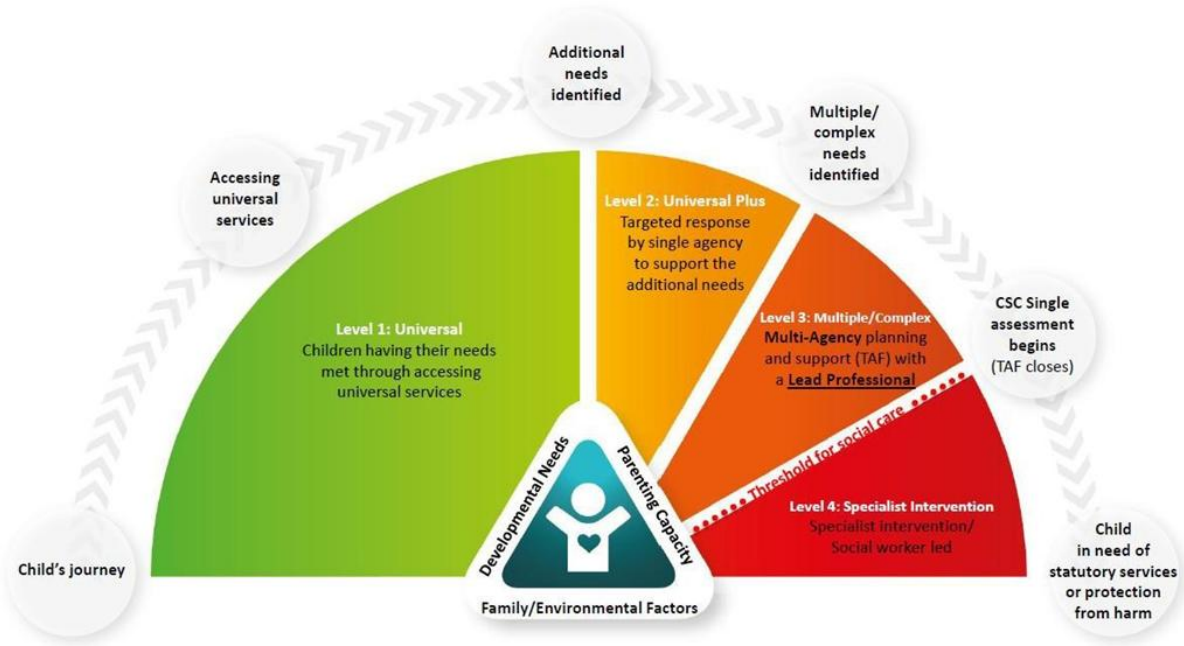 Child's journey
Accessing
universal
services
Additional
needs
identified
Multiple/
complex
needs
identified
CSC Single
assessment
begins
(TAF closes)
Child
in need of
statutory services
or protection
from harm
Level 1: Universal
Children having their needs
met through accessing
universal services
Level 2: Universal Plus
Targeted response
by single agency
to support the
additional needs
Level 3: Multiple/Complex
Multi-Agency planning
and support (TAF) with
a Lead Professional
Threshold for social care
Level 4: Specialist Intervention
Specialist intervention/
Social worker led
Developmental Needs
Parenting Capacity
Family/Environmental Factors